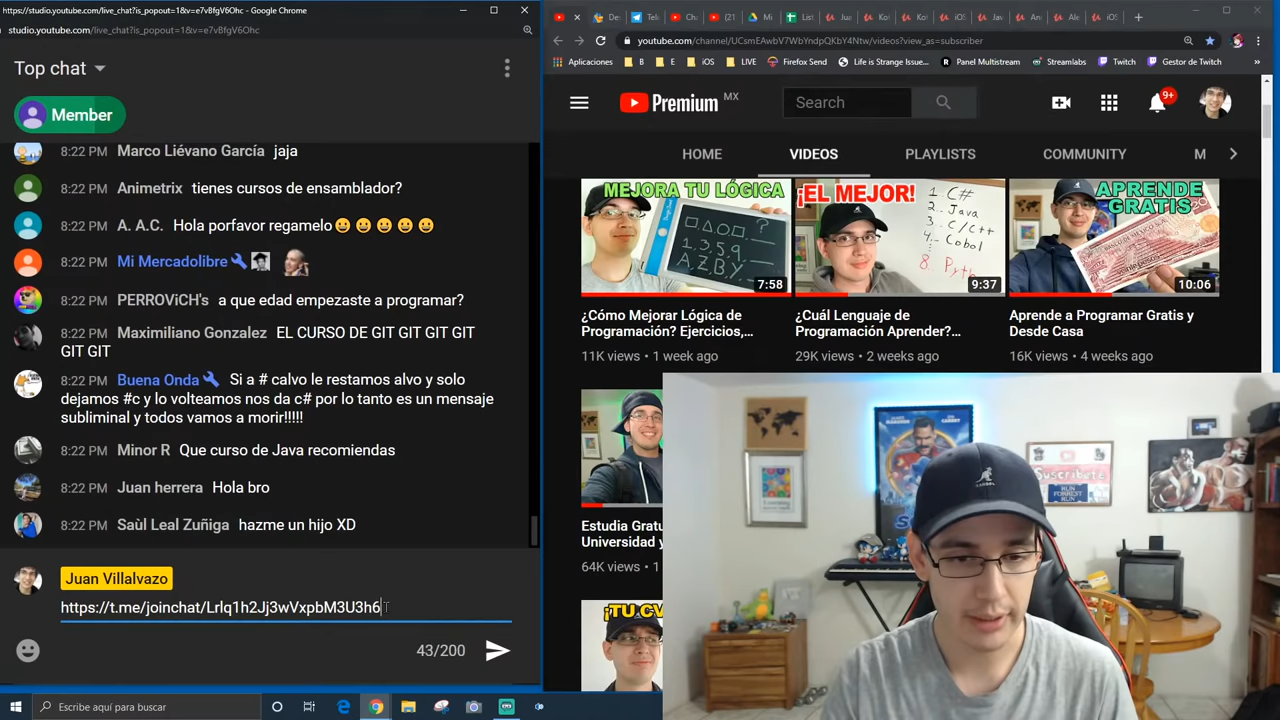 https://studio.youtube.com/live_chat?is_popout=1&v=e7vBfgV6Ohc - Google Chrome
studio.youtube.com/live_chat?is_popout=1&v=e7vBfgV6Ohc
Top chat
Member
8:22 PM Marco Liévano García jaja
8:22 PM Animetrix tienes cursos de ensamblador?
8:22 PM A. A.C. Hola porfavor regamelo😀😀😀😀😀
8:22 PM Mi Mercadolibre
8:22 PM PERROViCH's a que edad empezaste a programar?
8:22 PM Maximiliano Gonzalez EL CURSO DE GIT GIT GIT GIT
GIT GIT
8:22 PM Buena Onda Si a # calvo le restamos alvo y solo
dejamos #c y lo volteamos nos da c# por lo tanto es un mensaje
subliminal y todos vamos a morir!!!!!
8:22 PM Minor R Que curso de Java recomiendas
8:22 PM Juan herrera Hola bro
8:22 PM Saùl Leal Zuñiga hazme un hijo XD
Juan Villalvazo
https://t.me/joinchat/Lrlq1h2Jj3wVxpbM3U3h6
43/200
Escribe aquí para buscar
youtube.com/channel/UCsmEAwbV7WbYndpQKbY4Ntw/videos?view_as=subscriber
Aplicaciones B E iOS LIVE Firefox Send Life is Strange Issue... Panel Multistream Streamlabs Twitch Gestor de Twitch »
Premium MX
Search
9+
HOME VIDEOS PLAYLISTS COMMUNITY M
MEJORA TU LÓGICA
7:58
¡EL MEJOR!
1. C#
2. Java
3. C/C++
4. Cobol
8. Pyth
9:37
APRENDE
GRATIS
10:06
¿Cómo Mejorar Lógica de
Programación? Ejercicios,...
11K views • 1 week ago
¿Cuál Lenguaje de
Programación Aprender?...
29K views • 2 weeks ago
Aprende a Programar Gratis y
Desde Casa
16K views • 4 weeks ago
Estudia Gratu
Universidad y
64K views • 1
¡TU CV
Suscríbete
RUN
FORREST
RUN